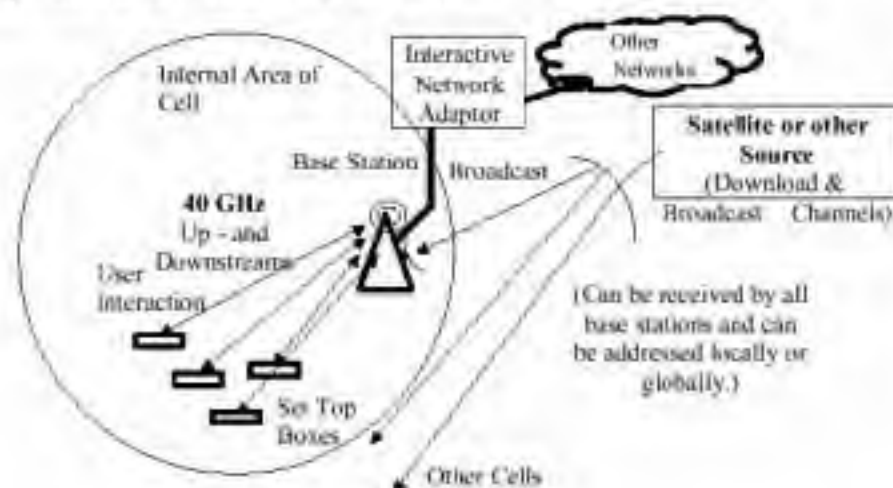 Internal Area of
Cell
Interactive
Network
Adaptor
Other
Networks
Satellite or other
Source
(Download &
Broadcast Channels)
Base Station
Broadcast
40 GHz
Up - and
Downstreams
User
interaction
(Can be received by all
base stations and can
be addressed locally or
globally.)
Set Top
Boxes
Other Cells